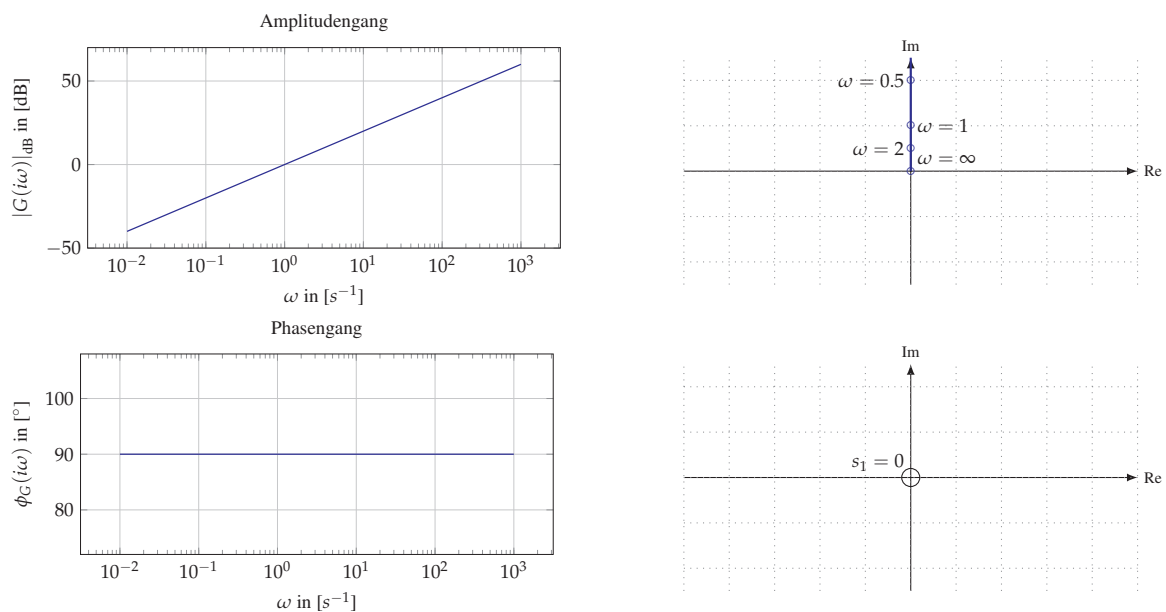 Amplitudengang
|G(iω)|dB in [dB]
50
0
−50
10⁻² 10⁻¹ 10⁰ 10¹ 10² 10³
ω in [s⁻¹]
Im
ω = 0.5
ω = 1
ω = 2
ω = ∞
Re
Phasengang
ϕG(iω) in [°]
100
90
80
10⁻² 10⁻¹ 10⁰ 10¹ 10² 10³
ω in [s⁻¹]
Im
s₁ = 0
Re